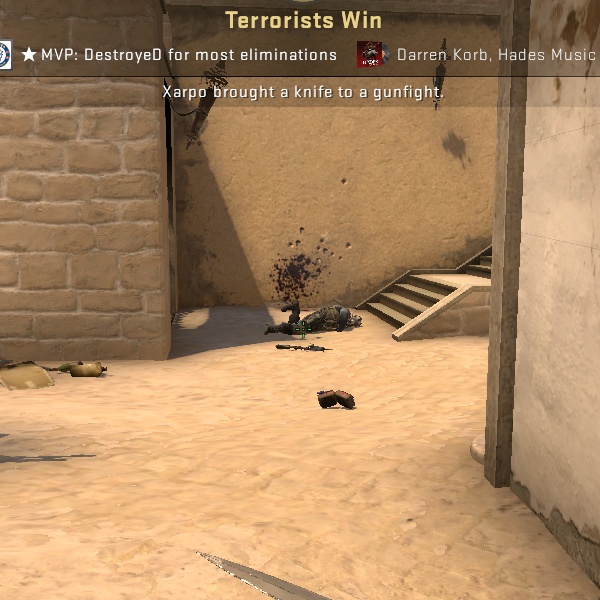 Terrorists Win
★ MVP: DestroyeD for most eliminations Darren Korb, Hades Music
Xarpo brought a knife to a gunfight.